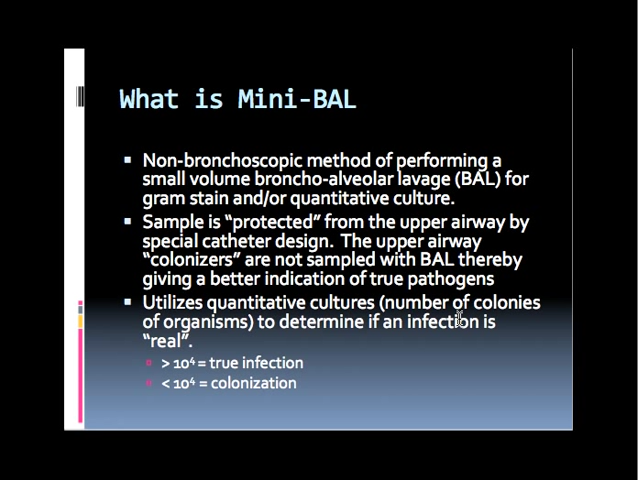 What is Mini-BAL
▪ Non-bronchoscopic method of performing a
small volume broncho-alveolar lavage (BAL) for
gram stain and/or quantitative culture.
▪ Sample is “protected” from the upper airway by
special catheter design. The upper airway
“colonizers” are not sampled with BAL thereby
giving a better indication of true pathogens
▪ Utilizes quantitative cultures (number of colonies
of organisms) to determine if an infection is
“real”.
▪ > 10⁴ = true infection
▪ < 10⁴ = colonization